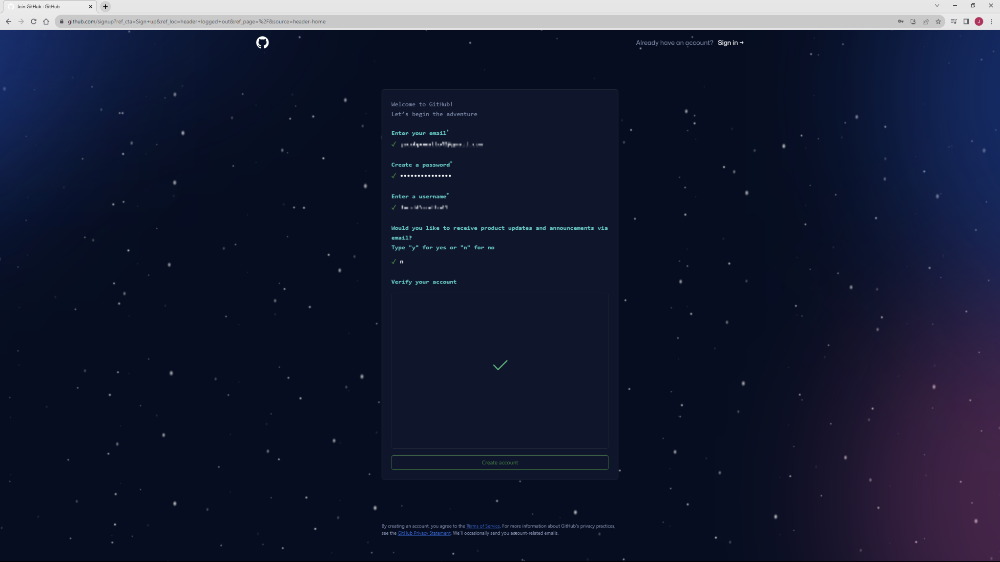 Join GitHub · GitHub
github.com/signup?ref_cta=Sign+up&ref_loc=header+logged+out&ref_page=%2F&source=header-home
J
Already have an account? Sign in →
Welcome to GitHub!
Let’s begin the adventure
Enter your email*
Create a password*
•••••••••••••••
Enter a username*
Would you like to receive product updates and announcements via
email?
Type "y" for yes or "n" for no
n
Verify your account
Create account
By creating an account, you agree to the Terms of Service. For more information about GitHub's privacy practices,
see the GitHub Privacy Statement. We'll occasionally send you account-related emails.